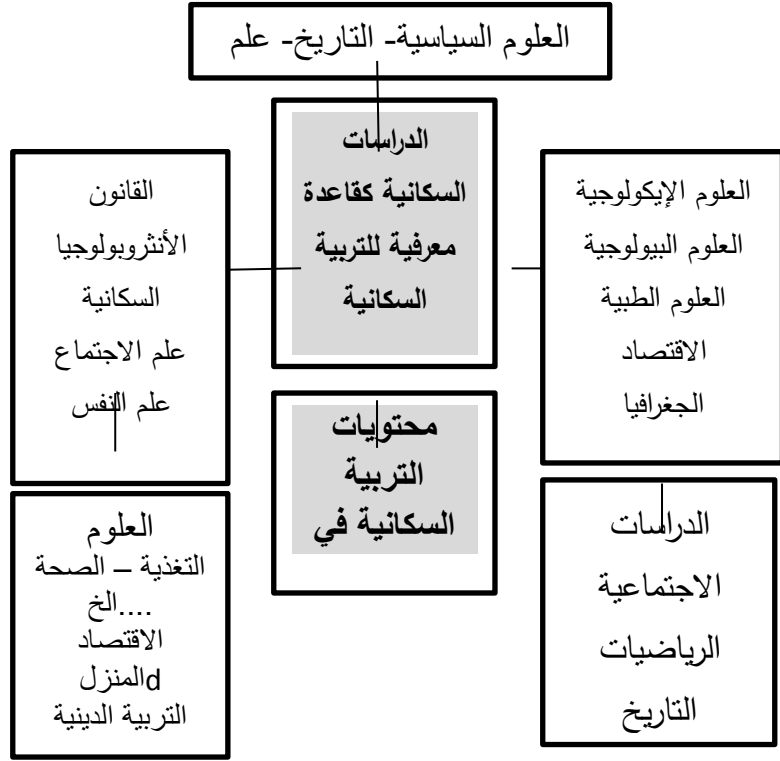 العلوم السياسية- التاريخ- علم
الدراسات
السكانية كقاعدة
معرفية للتربية
السكانية
العلوم الإيكولوجية
العلوم البيولوجية
العلوم الطبية
الاقتصاد
الجغرافيا
القانون
الأنثروبولوجيا
السكانية
علم الاجتماع
علم النفس
محتويات
التربية
السكانية في
الدراسات
الاجتماعية
الرياضيات
التاريخ
العلوم
التغذية – الصحة
....الخ
الاقتصاد
المنزلd
التربية الدينية